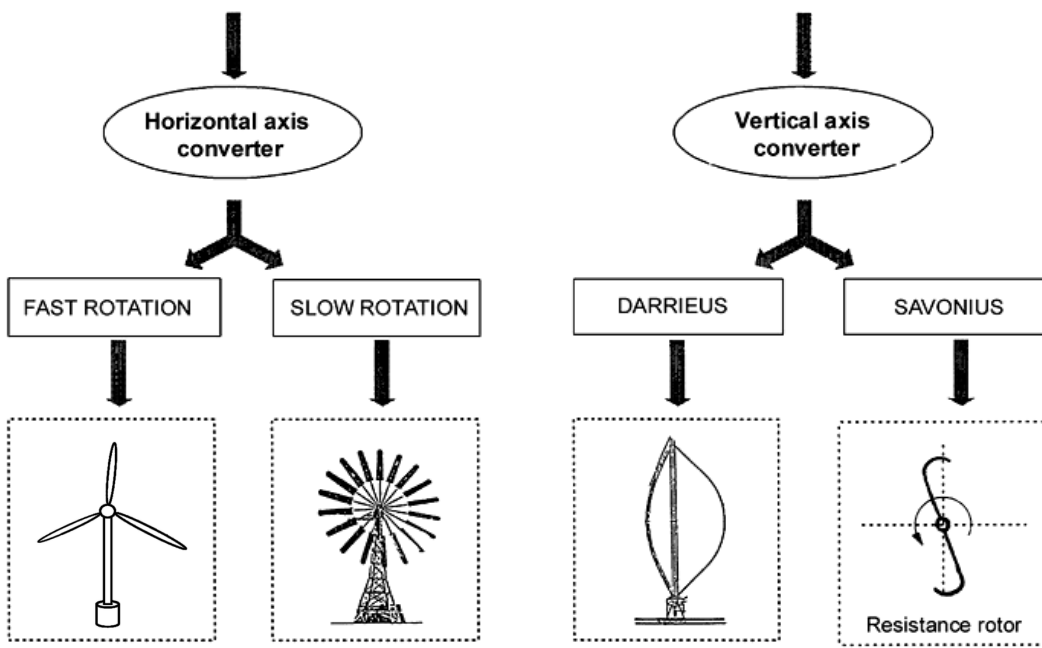 Horizontal axis
converter
Vertical axis
converter
FAST ROTATION
SLOW ROTATION
DARRIEUS
SAVONIUS
Resistance rotor